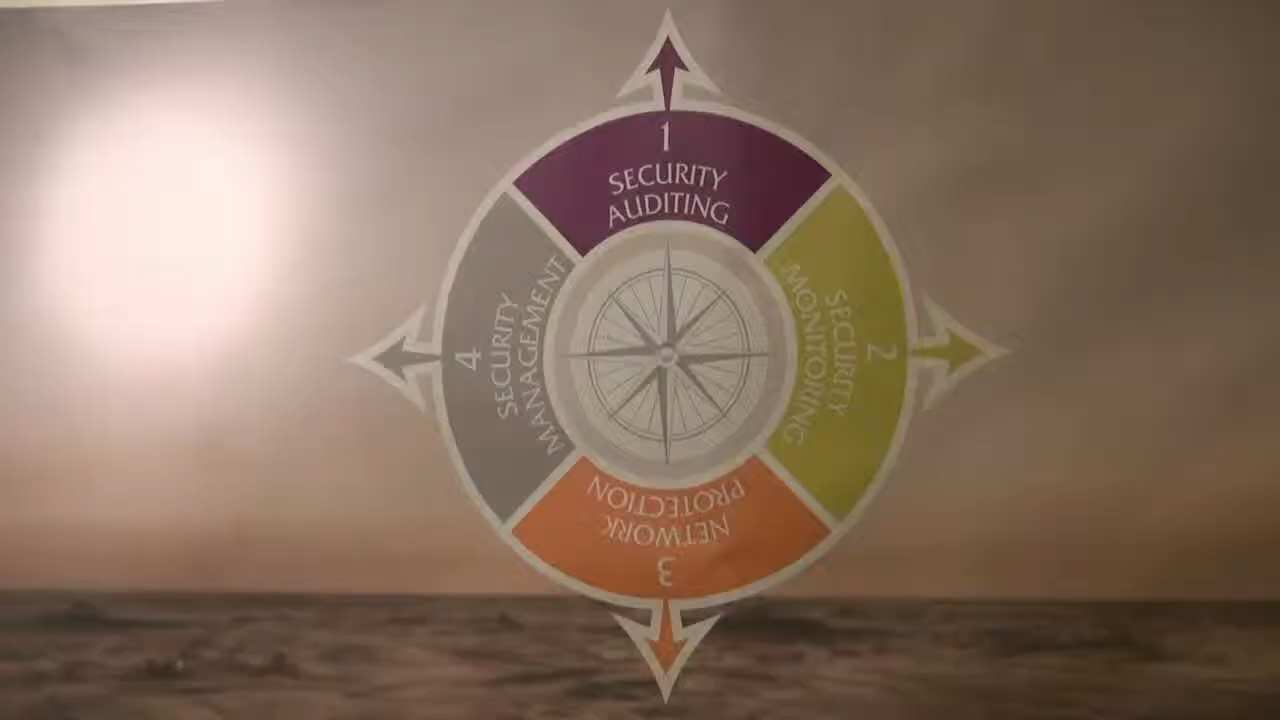 1
SECURITY
AUDITING
2
SECURITY
MONITORING
3
NETWORK
PROTECTION
4
SECURITY
MANAGEMENT